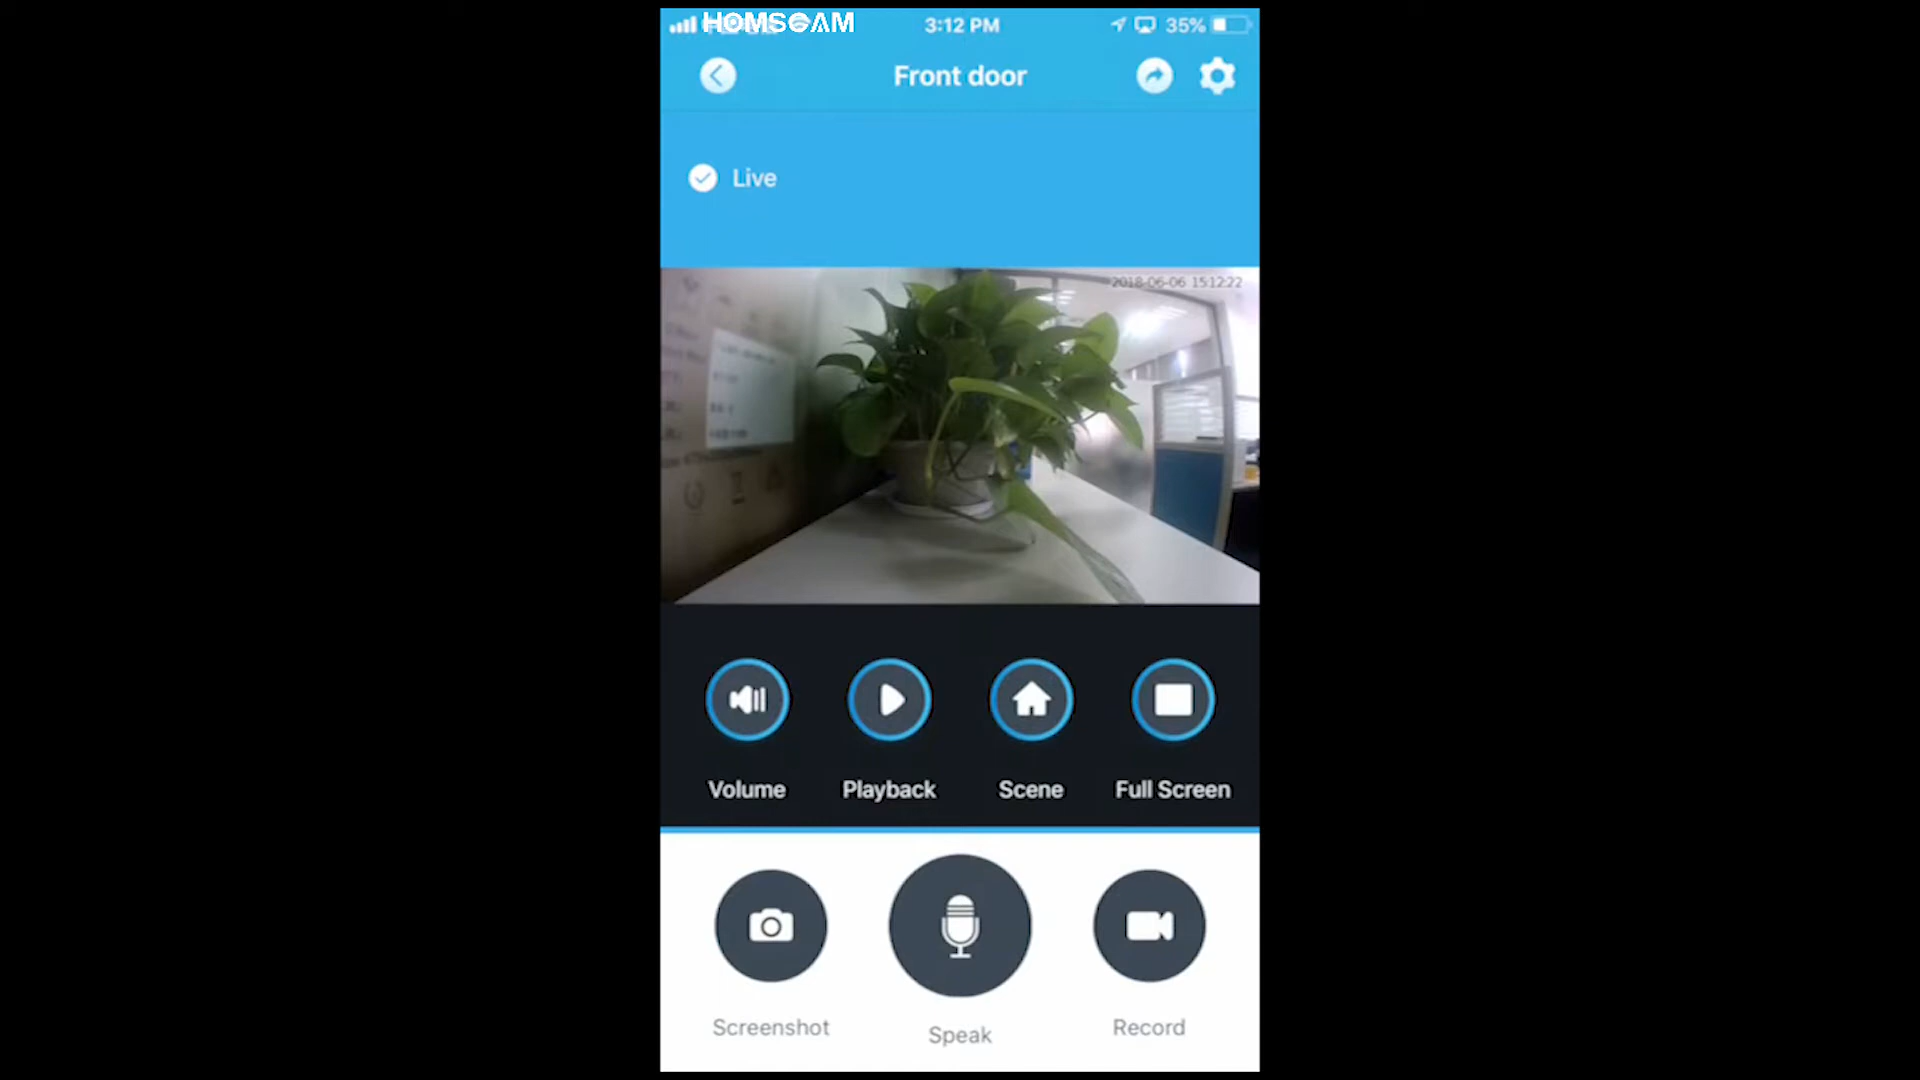 HOMSCAM
3:12 PM
35%
Front door
Live
2018-06-06 15:12:22
Volume
Playback
Scene
Full Screen
Screenshot
Speak
Record